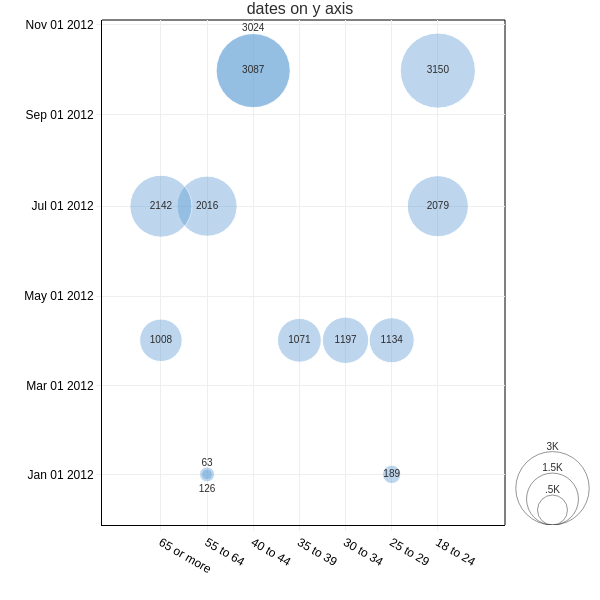 dates on y axis
Nov 01 2012
3024
3087
3150
Sep 01 2012
Jul 01 2012
2142
2016
2079
May 01 2012
1008
1071
1197
1134
Mar 01 2012
Jan 01 2012
63
126
189
3K
1.5K
.5K
65 or more
55 to 64
40 to 44
35 to 39
30 to 34
25 to 29
18 to 24